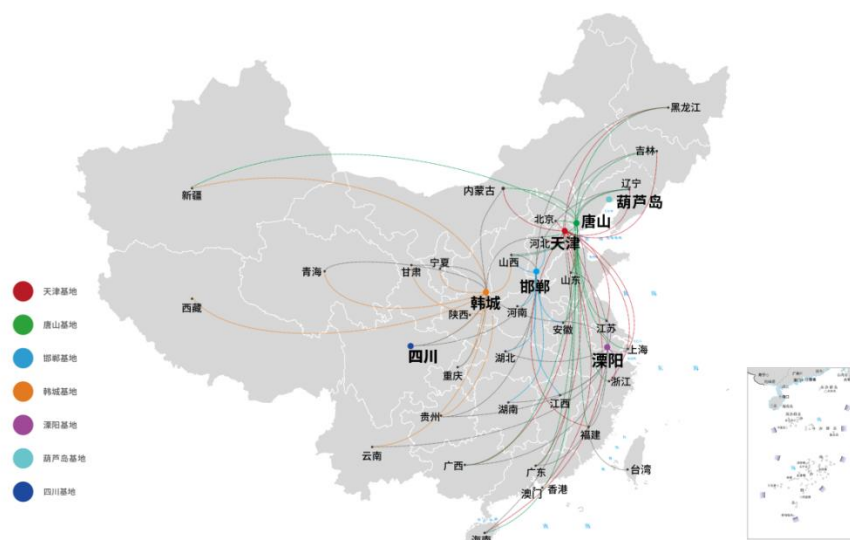 黑龙江
吉林
辽宁
葫芦岛
新疆
内蒙古
北京
唐山
天津
河北
宁夏
山西
青海
甘肃
邯郸
山东
西藏
韩城
陕西
河南
安徽
江苏
四川
湖北
溧阳
上海
重庆
浙江
贵州
湖南
江西
福建
云南
广西
广东
台湾
澳门
香港
海南
天津基地
唐山基地
邯郸基地
韩城基地
溧阳基地
葫芦岛基地
四川基地